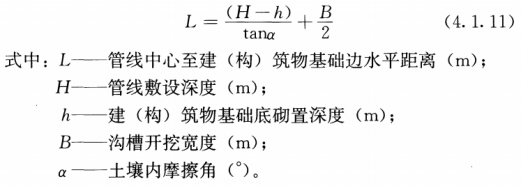 L = (H－h)/tanα + B/2 (4.1.11)
式中：L——管线中心至建（构）筑物基础边水平距离（m）；
H——管线敷设深度（m）；
h——建（构）筑物基础底砌置深度（m）；
B——沟槽开挖宽度（m）；
α——土壤内摩擦角（°）。